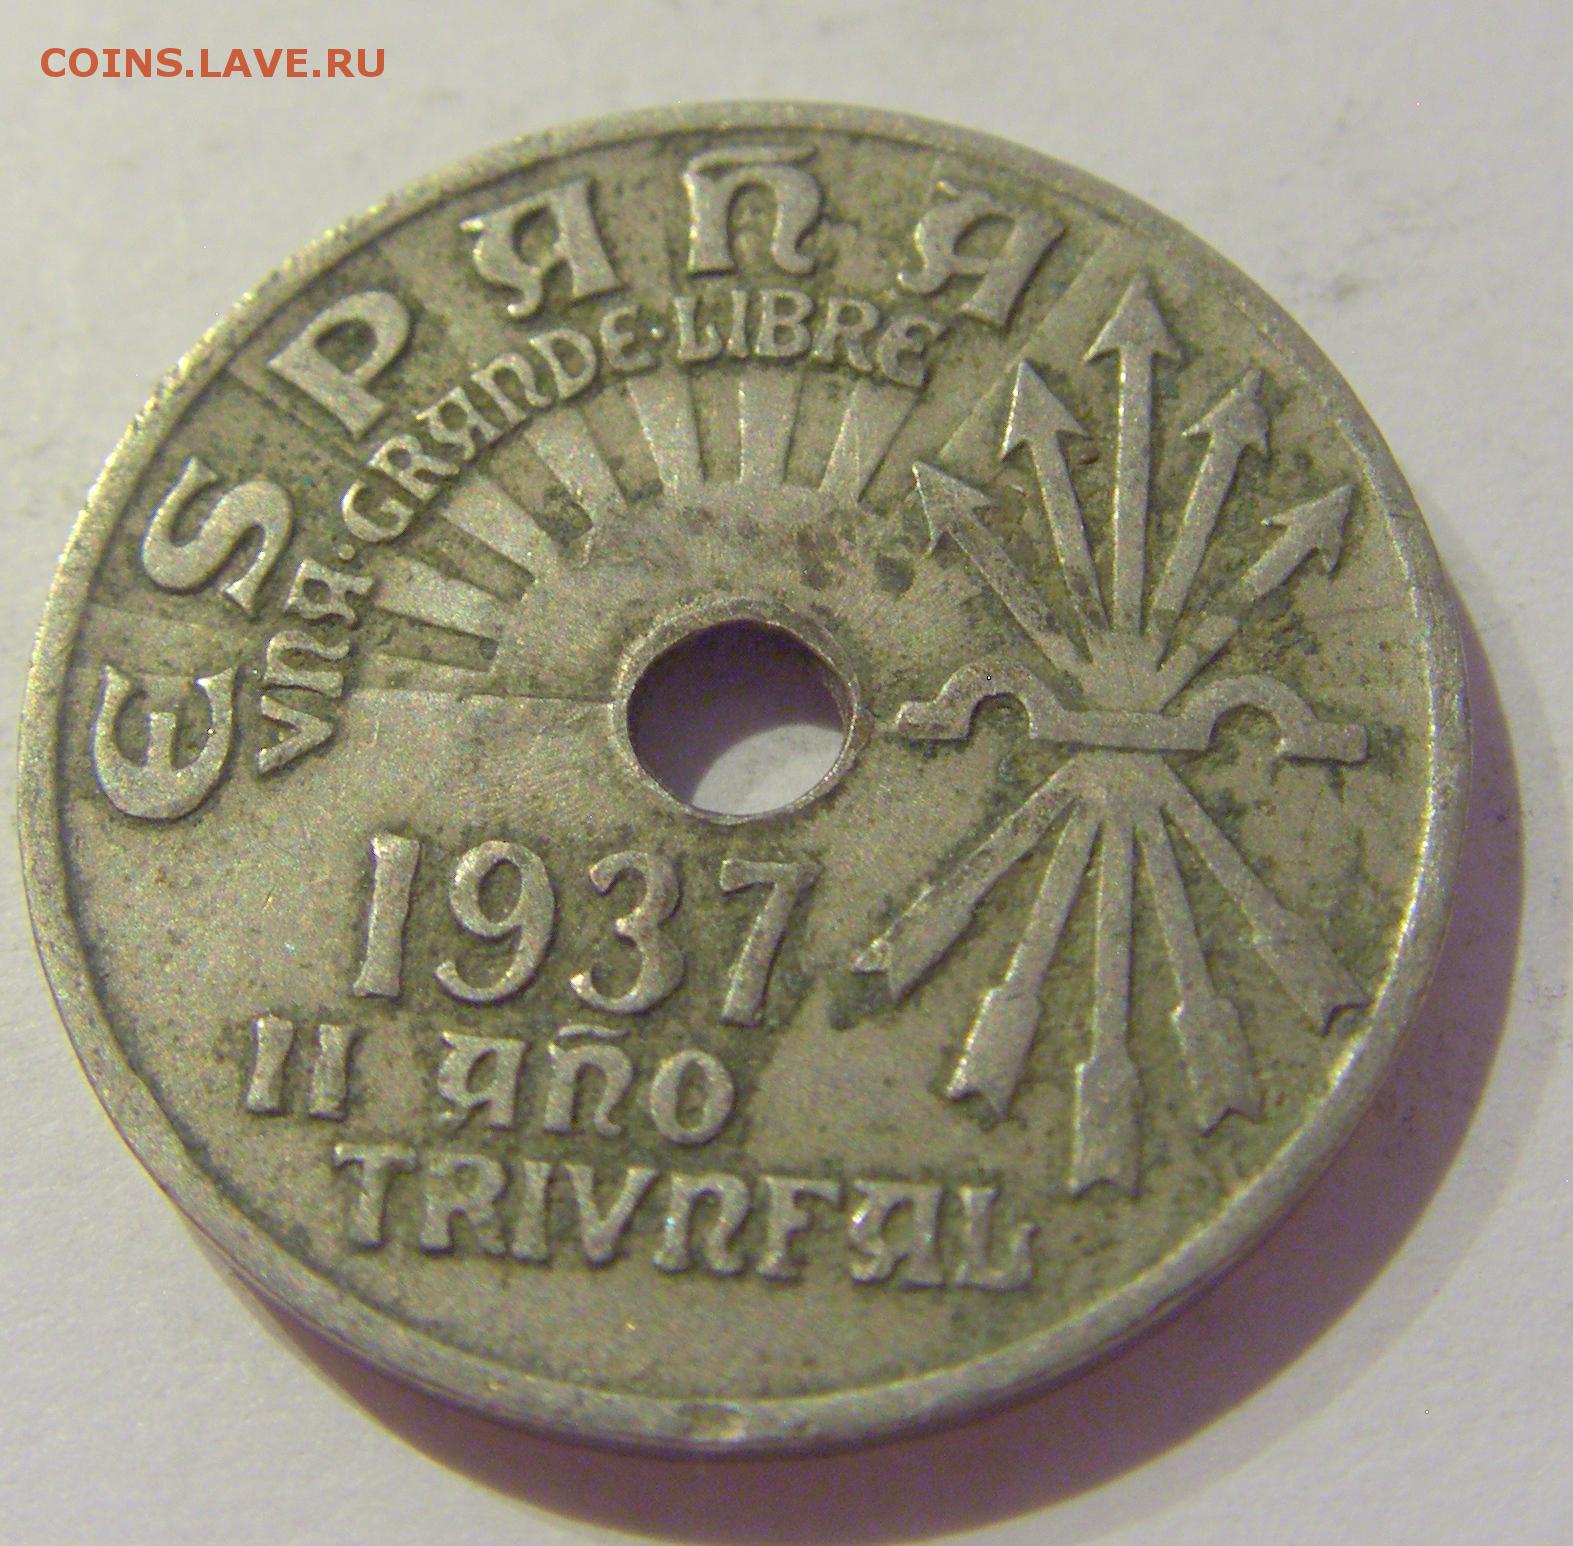 COINS.LAVE.RU
ESPAÑA
VNA·GRANDE·LIBRE
1937
II AÑO
TRIVNFAL